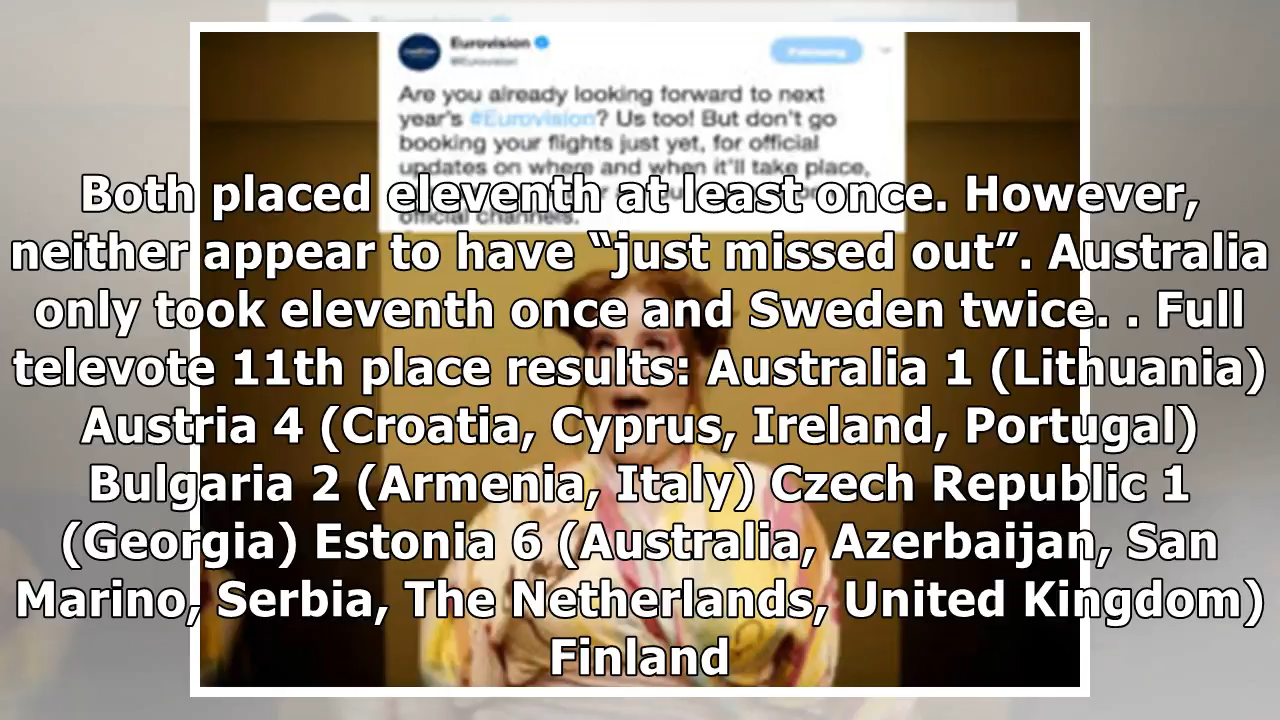 Eurovision
@Eurovision
Following
Are you already looking forward to next
year's #Eurovision? Us too! But don't go
booking your flights just yet, for official
updates on where and when it'll take place,
official channels.
Both placed eleventh at least once. However,
neither appear to have “just missed out”. Australia
only took eleventh once and Sweden twice. . Full
televote 11th place results: Australia 1 (Lithuania)
Austria 4 (Croatia, Cyprus, Ireland, Portugal)
Bulgaria 2 (Armenia, Italy) Czech Republic 1
(Georgia) Estonia 6 (Australia, Azerbaijan, San
Marino, Serbia, The Netherlands, United Kingdom)
Finland